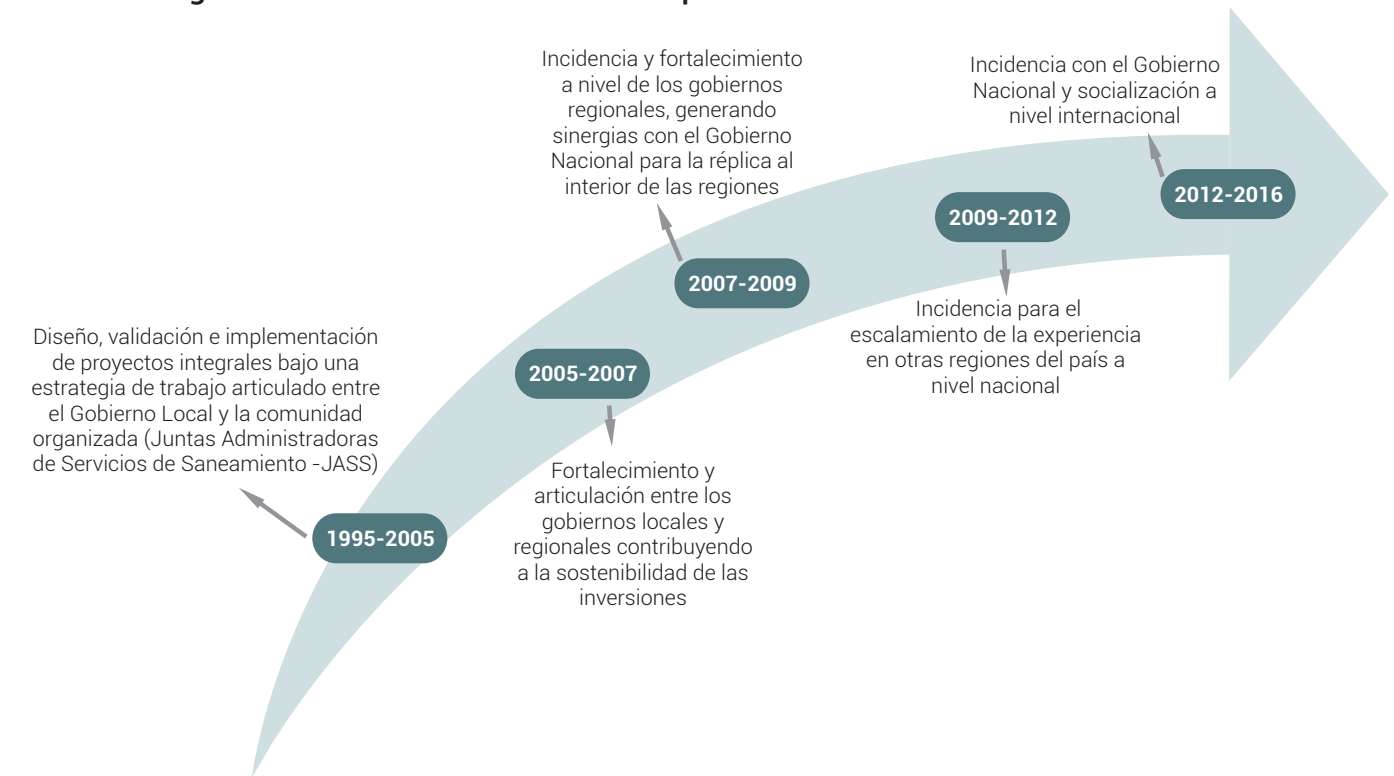 Diseño, validación e implementación
de proyectos integrales bajo una
estrategia de trabajo articulado entre
el Gobierno Local y la comunidad
organizada (Juntas Administradoras
de Servicios de Saneamiento -JASS)
1995-2005
2005-2007
Fortalecimiento y
articulación entre los
gobiernos locales y
regionales contribuyendo
a la sostenibilidad de las
inversiones
Incidencia y fortalecimiento
a nivel de los gobiernos
regionales, generando
sinergias con el Gobierno
Nacional para la réplica al
interior de las regiones
2007-2009
2009-2012
Incidencia para el
escalamiento de la experiencia
en otras regiones del país a
nivel nacional
Incidencia con el Gobierno
Nacional y socialización a
nivel internacional
2012-2016